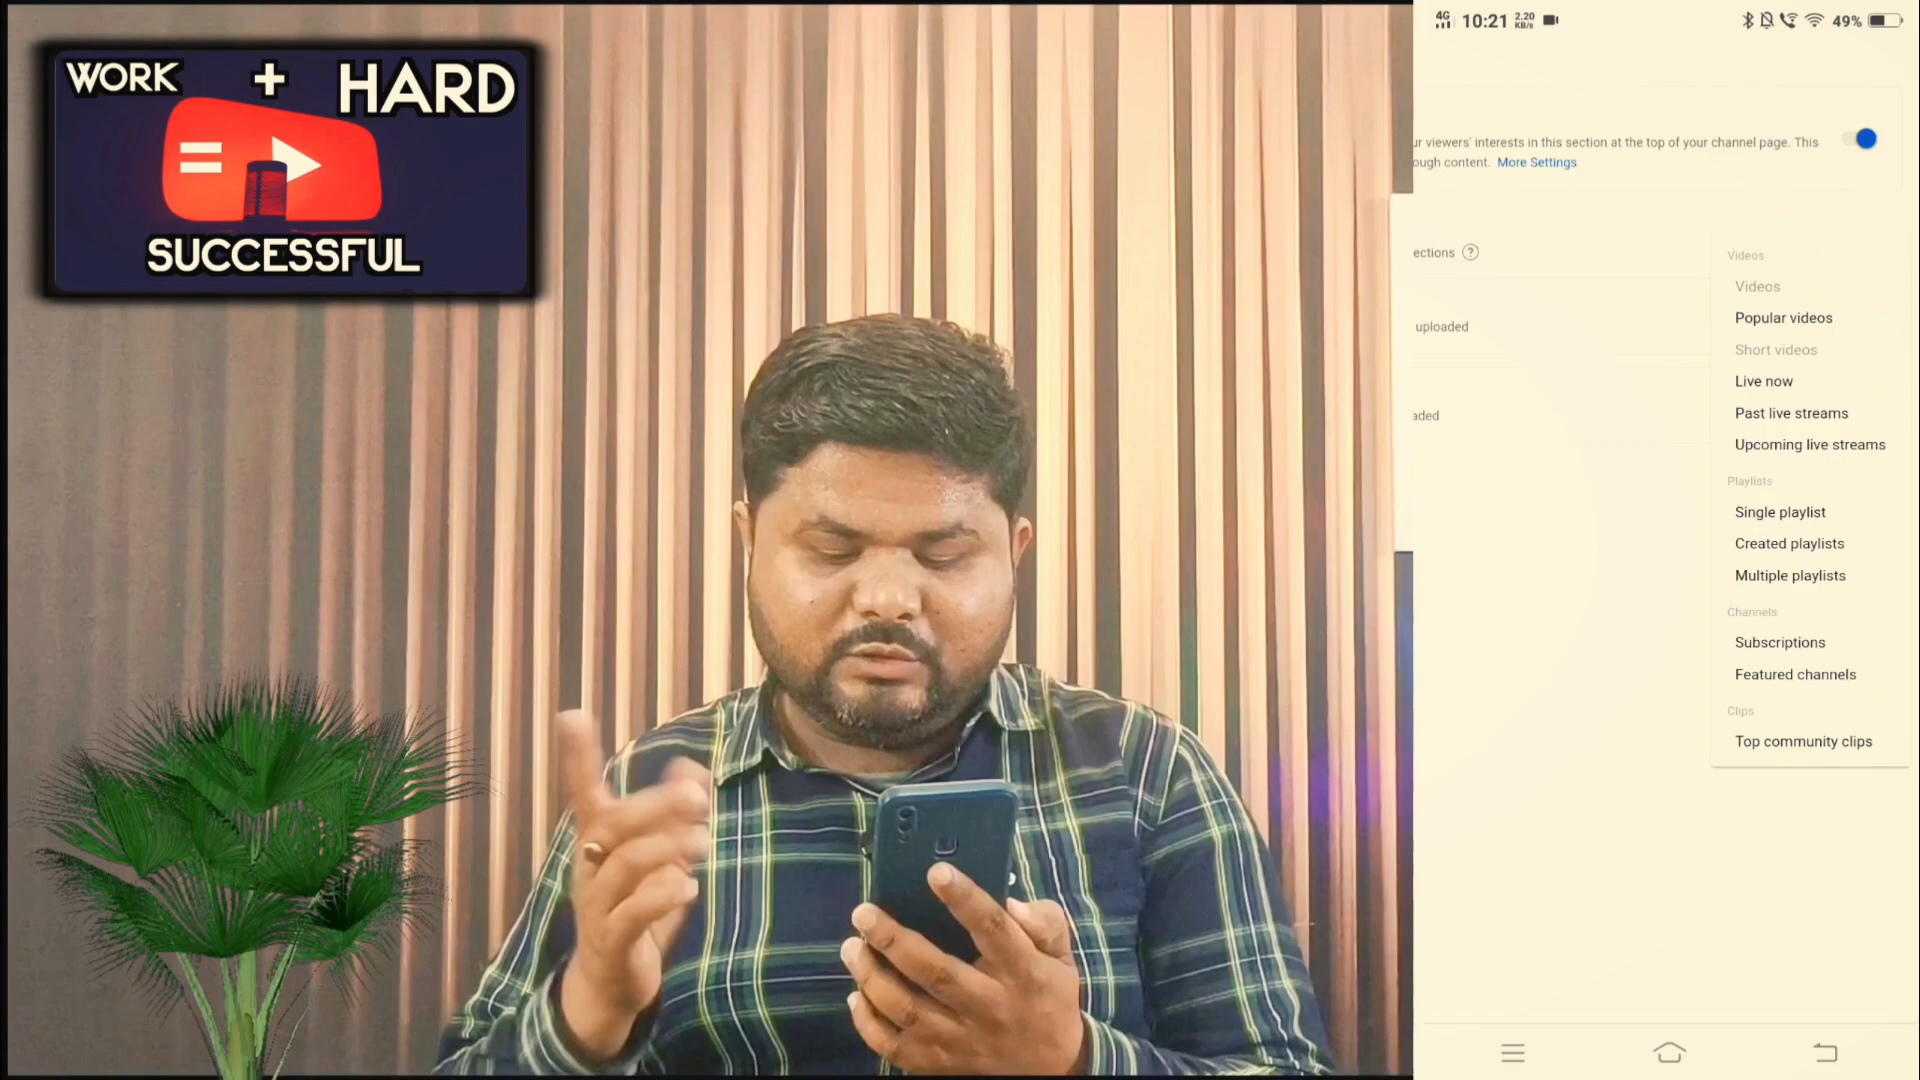 WORK + HARD
=
SUCCESSFUL
4G 10:21 2.20 KB/s 49%
ur viewers' interests in this section at the top of your channel page. This
ough content. More Settings
ections ?
uploaded
aded
Videos
Videos
Popular videos
Short videos
Live now
Past live streams
Upcoming live streams
Playlists
Single playlist
Created playlists
Multiple playlists
Channels
Subscriptions
Featured channels
Clips
Top community clips